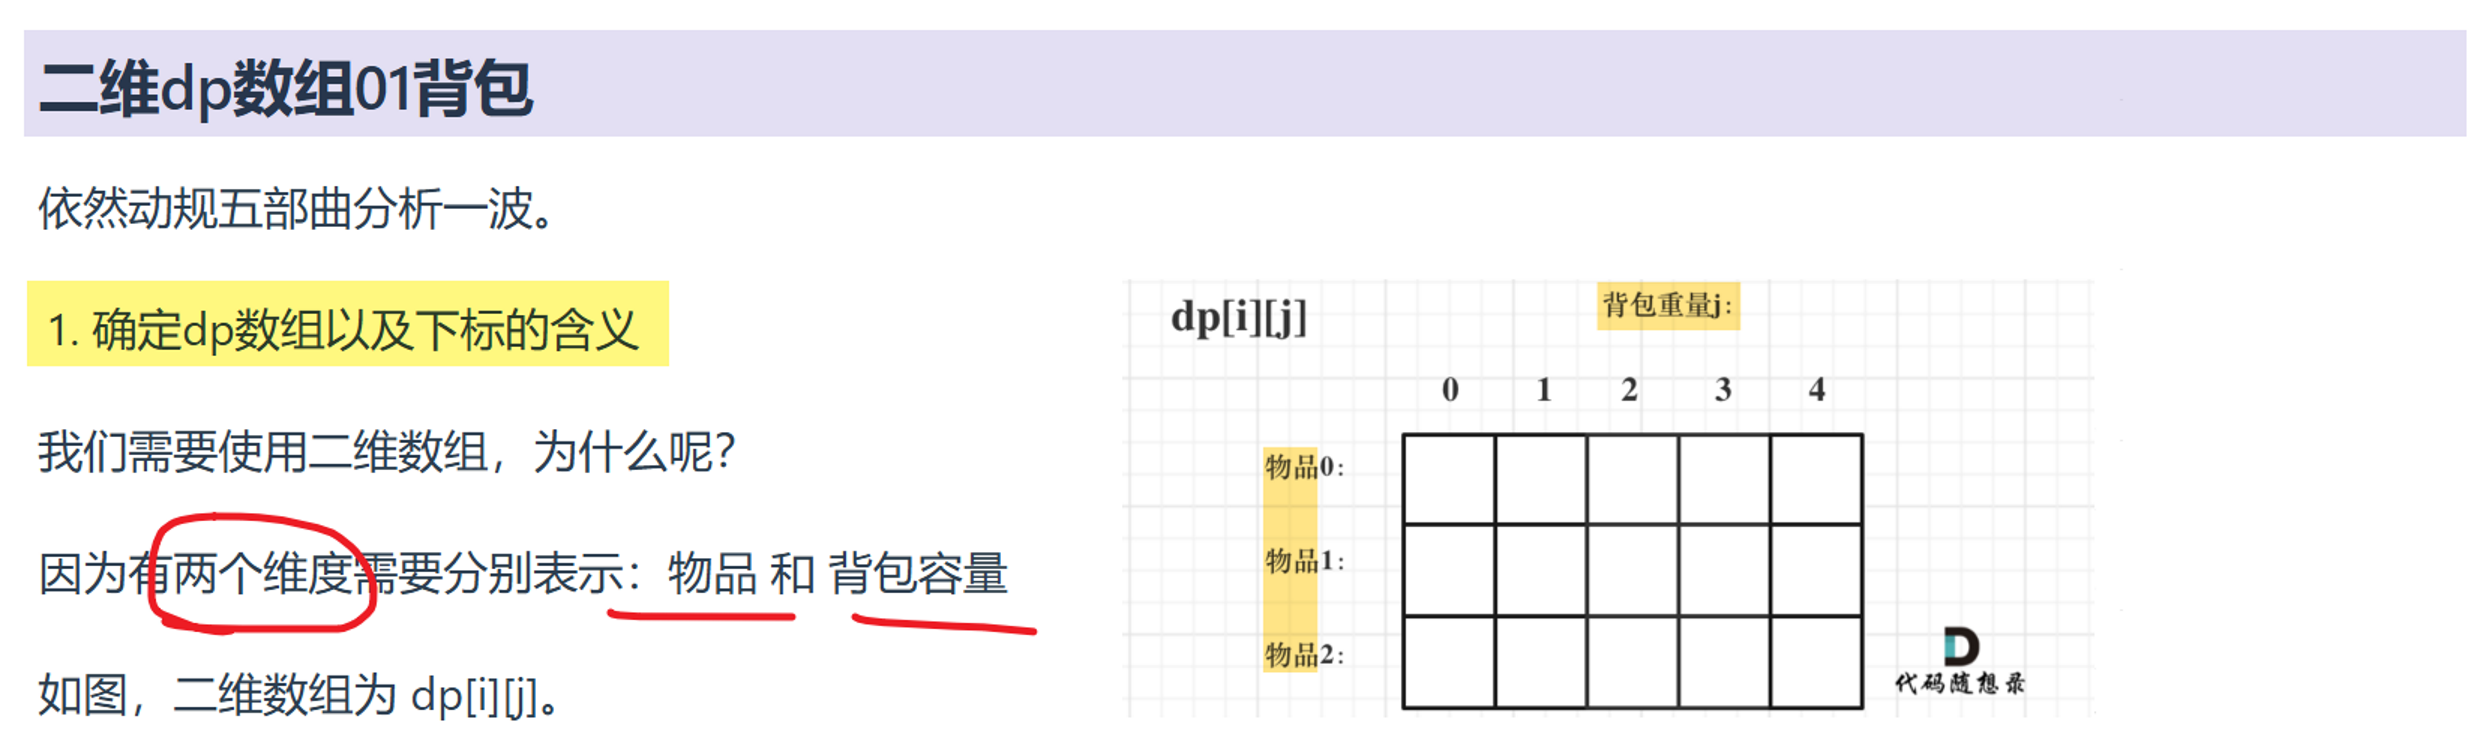 二维dp数组01背包
依然动规五部曲分析一波。
1. 确定dp数组以及下标的含义
我们需要使用二维数组，为什么呢？
因为有两个维度需要分别表示：物品 和 背包容量
如图，二维数组为 dp[i][j]。
dp[i][j]
背包重量j：
0 1 2 3 4
物品0：
物品1：
物品2：
代码随想录